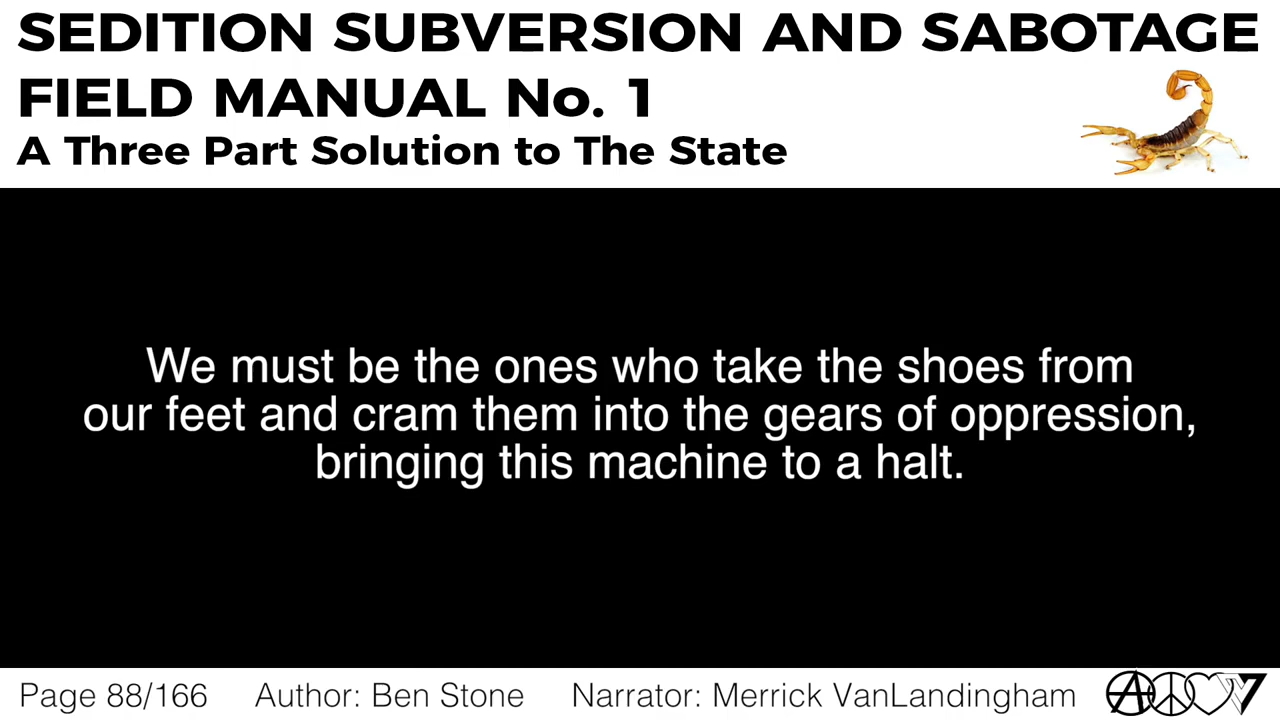 SEDITION SUBVERSION AND SABOTAGE
FIELD MANUAL No. 1
A Three Part Solution to The State
We must be the ones who take the shoes from
our feet and cram them into the gears of oppression,
bringing this machine to a halt.
Page 88/166 Author: Ben Stone Narrator: Merrick VanLandingham